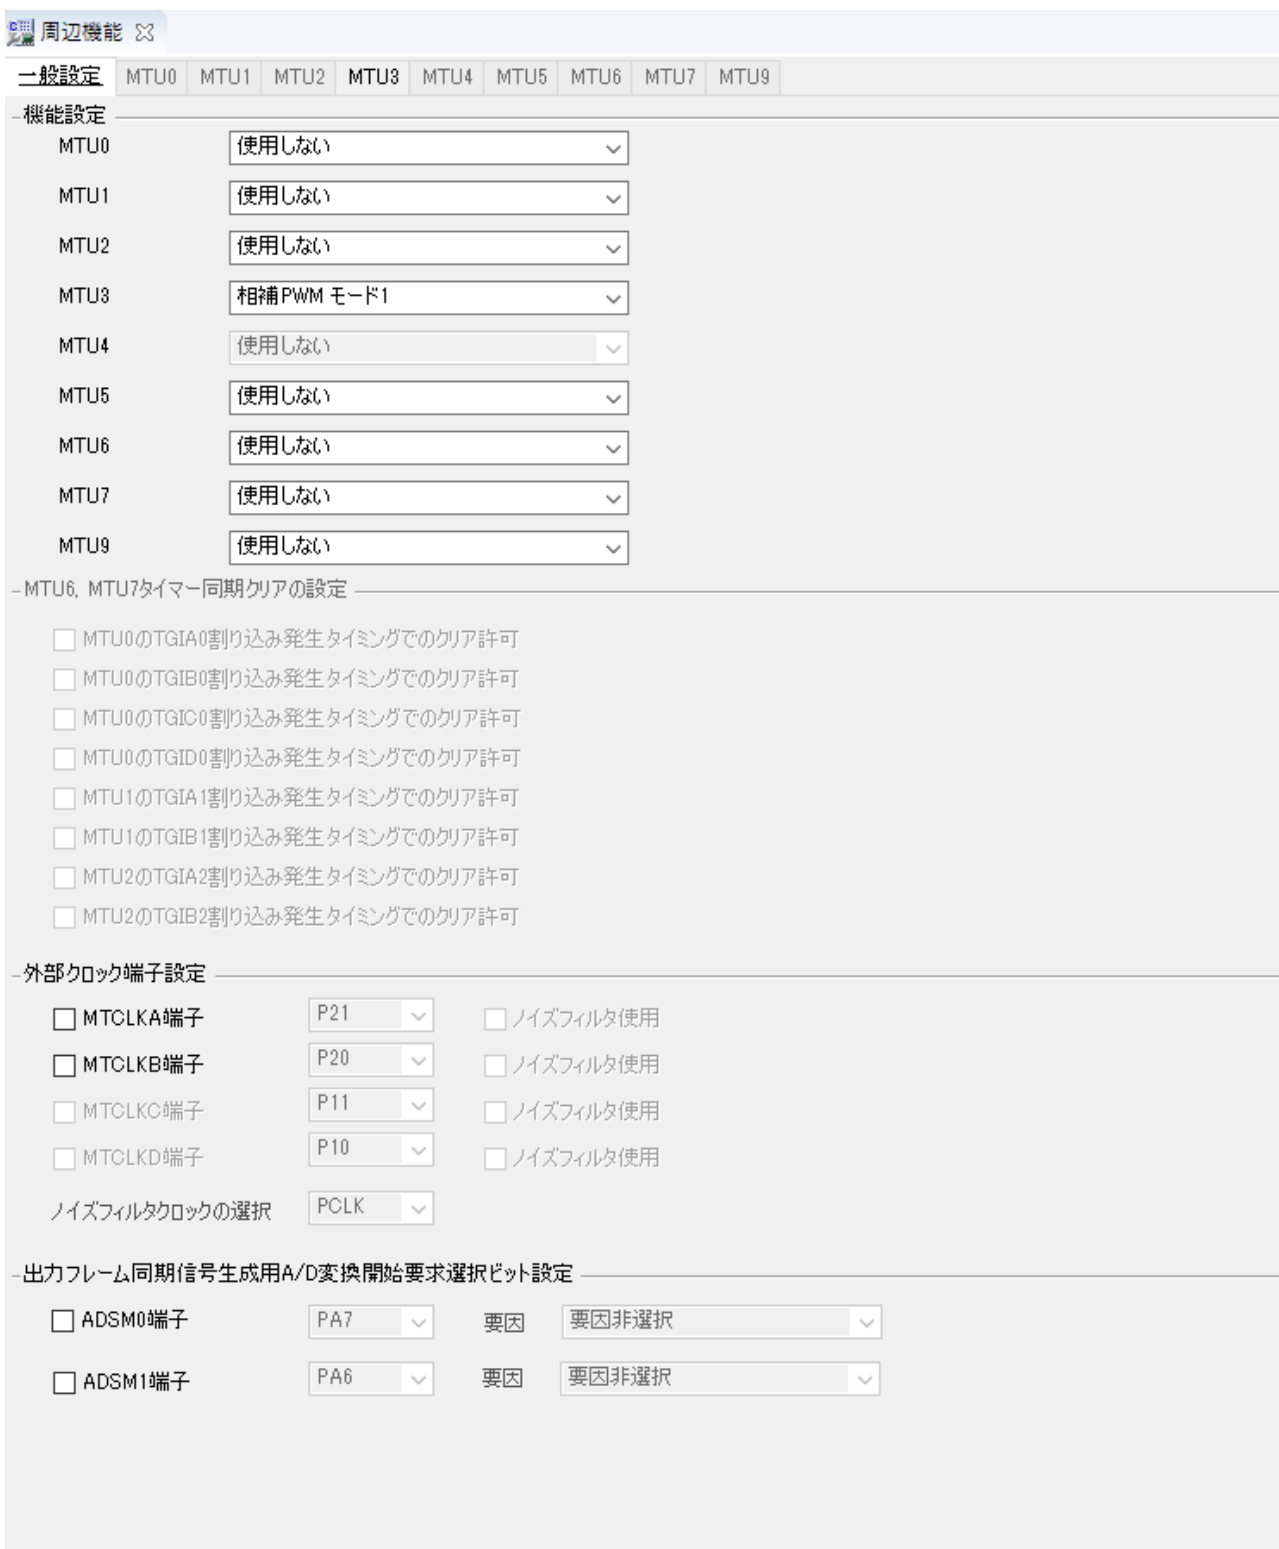 周辺機能
一般設定 MTU0 MTU1 MTU2 MTU3 MTU4 MTU5 MTU6 MTU7 MTU9
機能設定
MTU0 使用しない
MTU1 使用しない
MTU2 使用しない
MTU3 相補PWM モード1
MTU4 使用しない
MTU5 使用しない
MTU6 使用しない
MTU7 使用しない
MTU9 使用しない
MTU6, MTU7タイマー同期クリアの設定
MTU0のTGIA0割り込み発生タイミングでのクリア許可
MTU0のTGIB0割り込み発生タイミングでのクリア許可
MTU0のTGIC0割り込み発生タイミングでのクリア許可
MTU0のTGID0割り込み発生タイミングでのクリア許可
MTU1のTGIA1割り込み発生タイミングでのクリア許可
MTU1のTGIB1割り込み発生タイミングでのクリア許可
MTU2のTGIA2割り込み発生タイミングでのクリア許可
MTU2のTGIB2割り込み発生タイミングでのクリア許可
外部クロック端子設定
MTCLKA端子 P21 ノイズフィルタ使用
MTCLKB端子 P20 ノイズフィルタ使用
MTCLKC端子 P11 ノイズフィルタ使用
MTCLKD端子 P10 ノイズフィルタ使用
ノイズフィルタクロックの選択 PCLK
出力フレーム同期信号生成用A/D変換開始要求選択ビット設定
ADSM0端子 PA7 要因 要因非選択
ADSM1端子 PA6 要因 要因非選択